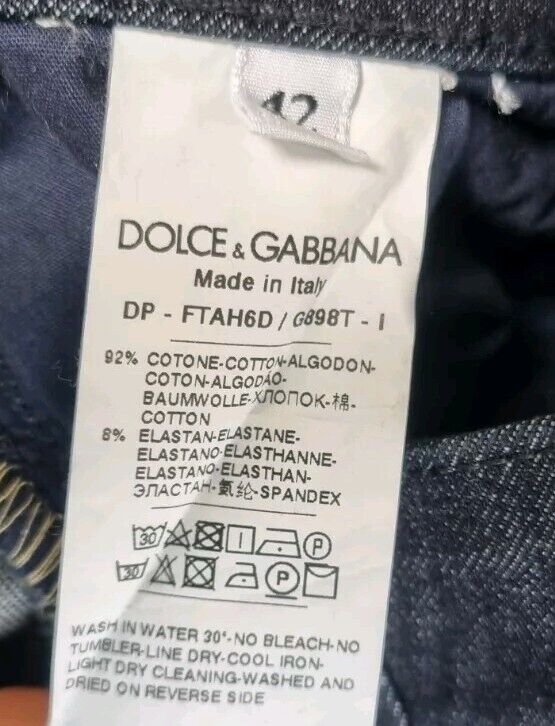 42
DOLCE & GABBANA
Made in Italy
DP - FTAH6D / G898T - I
92% COTONE-COTTON-ALGODON-
COTON-ALGODÃO-
BAUMWOLLE-ХЛОПОК-棉-
COTTON
8% ELASTAN-ELASTANE-
ELASTANO-ELASTHANNE-
ELASTANO-ELASTHAN-
ЭЛАСТАН-氨纶-SPANDEX
30 P
30 P
WASH IN WATER 30°-NO BLEACH-NO
TUMBLER-LINE DRY-COOL IRON-
LIGHT DRY CLEANING-WASHED AND
DRIED ON REVERSE SIDE